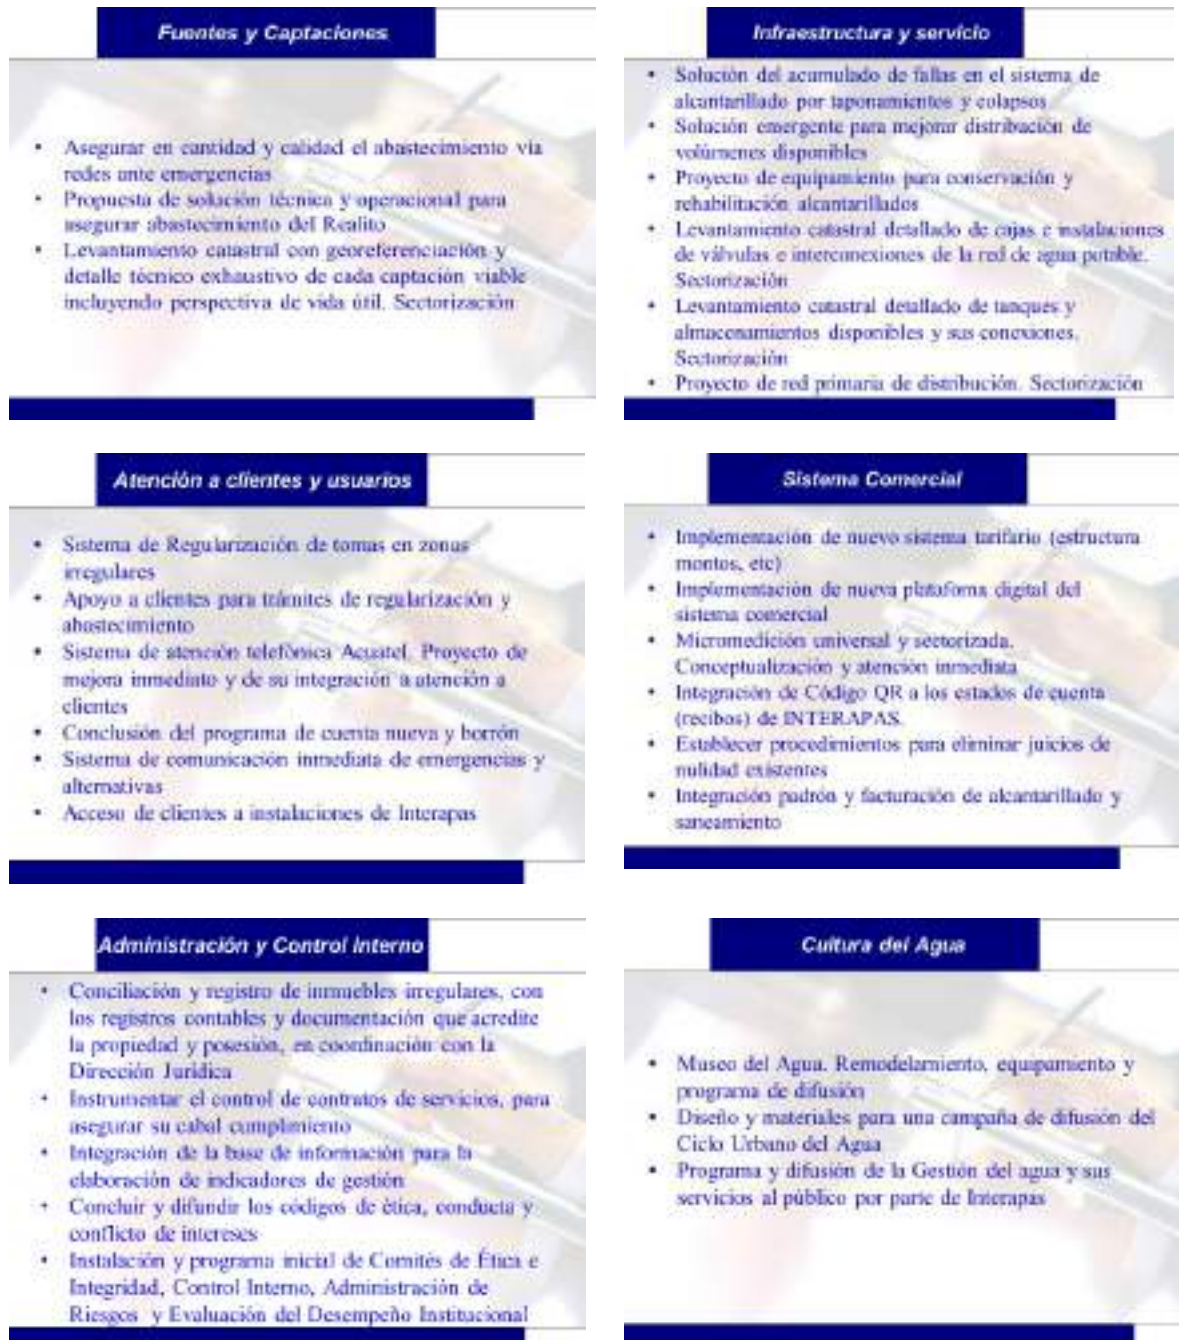 Fuentes y Captaciones
• Asegurar en cantidad y calidad el abastecimiento vía
redes ante emergencias
• Propuesta de solución técnica y operacional para
asegurar abastecimiento del Realito
• Levantamiento catastral con georeferenciación y
detalle técnico exhaustivo de cada captación viable
incluyendo perspectiva de vida útil. Sectorización
Infraestructura y servicio
• Solución del acumulado de fallas en el sistema de
alcantarillado por taponamientos y colapsos
• Solución emergente para mejorar distribución de
volúmenes disponibles
• Proyecto de equipamiento para conservación y
rehabilitación alcantarillados
• Levantamiento catastral detallado de cajas e instalaciones
de válvulas e interconexiones de la red de agua potable.
Sectorización
• Levantamiento catastral detallado de tanques y
almacenamientos disponibles y sus conexiones.
Sectorización
• Proyecto de red primaria de distribución. Sectorización
Atención a clientes y usuarios
• Sistema de Regularización de tomas en zonas
irregulares
• Apoyo a clientes para trámites de regularización y
abastecimiento
• Sistema de atención telefónica Acuatel. Proyecto de
mejora inmediato y de su integración a atención a
clientes
• Conclusión del programa de cuenta nueva y borrón
• Sistema de comunicación inmediata de emergencias y
alternativas
• Acceso de clientes a instalaciones de Interapas
Sistema Comercial
• Implementación de nuevo sistema tarifario (estructura
montos, etc)
• Implementación de nueva plataforma digital del
sistema comercial
• Micromedición universal y sectorizada.
Conceptualización y atención inmediata
• Integración de Código QR a los estados de cuenta
(recibos) de INTERAPAS.
• Establecer procedimientos para eliminar juicios de
nulidad existentes
• Integración padrón y facturación de alcantarillado y
saneamiento
Administración y Control Interno
• Conciliación y registro de inmuebles irregulares, con
los registros contables y documentación que acredite
la propiedad y posesión, en coordinación con la
Dirección Jurídica
• Instrumentar el control de contratos de servicios, para
asegurar su cabal cumplimiento
• Integración de la base de información para la
elaboración de indicadores de gestión
• Concluir y difundir los códigos de ética, conducta y
conflicto de intereses
• Instalación y programa inicial de Comités de Ética e
Integridad, Control Interno, Administración de
Riesgos y Evaluación del Desempeño Institucional
Cultura del Agua
• Museo del Agua. Remodelamiento, equipamiento y
programa de difusión
• Diseño y materiales para una campaña de difusión del
Ciclo Urbano del Agua
• Programa y difusión de la Gestión del agua y sus
servicios al público por parte de Interapas